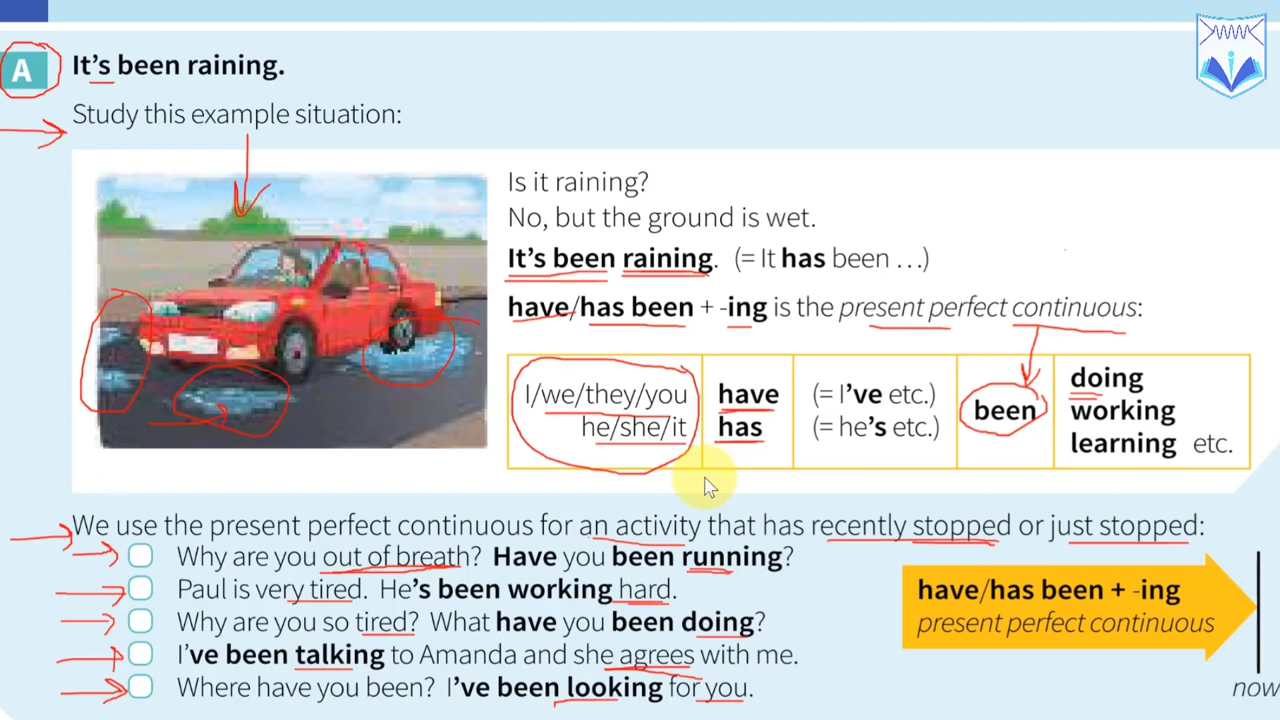 A It's been raining.
Study this example situation:
Is it raining?
No, but the ground is wet.
It's been raining. (= It has been …)
have/has been + -ing is the present perfect continuous:
I/we/they/you have (= I've etc.) been doing
he/she/it has (= he's etc.) working
learning etc.
We use the present perfect continuous for an activity that has recently stopped or just stopped:
Why are you out of breath? Have you been running?
Paul is very tired. He's been working hard.
Why are you so tired? What have you been doing?
I've been talking to Amanda and she agrees with me.
Where have you been? I've been looking for you.
have/has been + -ing
present perfect continuous
now